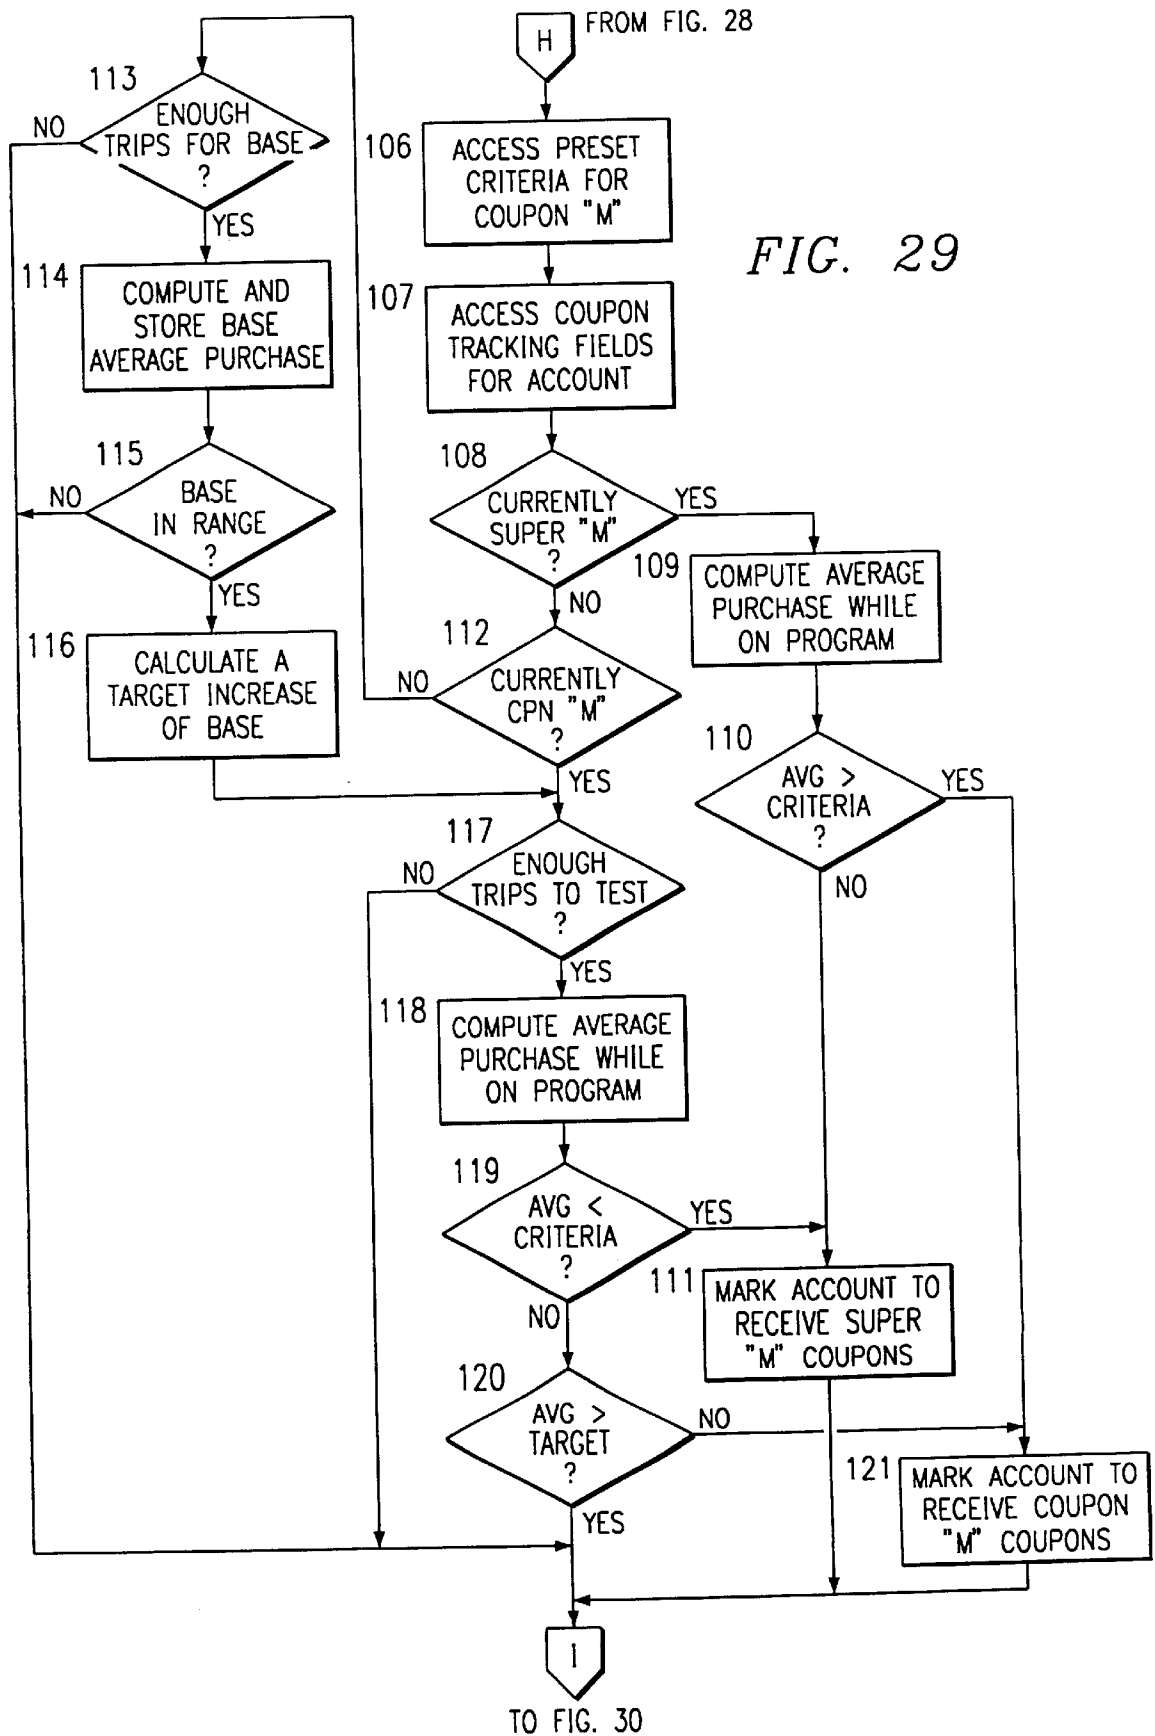 H
FROM FIG. 28
113
ENOUGH
TRIPS FOR BASE
?
NO
YES
106
ACCESS PRESET
CRITERIA FOR
COUPON "M"
FIG. 29
114
COMPUTE AND
STORE BASE
AVERAGE PURCHASE
107
ACCESS COUPON
TRACKING FIELDS
FOR ACCOUNT
115
BASE
IN RANGE
?
NO
YES
108
CURRENTLY
SUPER "M"
?
YES
NO
109
COMPUTE AVERAGE
PURCHASE WHILE
ON PROGRAM
116
CALCULATE A
TARGET INCREASE
OF BASE
112
CURRENTLY
CPN "M"
?
NO
YES
110
AVG >
CRITERIA
?
YES
NO
117
ENOUGH
TRIPS TO TEST
?
NO
YES
118
COMPUTE AVERAGE
PURCHASE WHILE
ON PROGRAM
119
AVG <
CRITERIA
?
YES
NO
111
MARK ACCOUNT TO
RECEIVE SUPER
"M" COUPONS
120
AVG >
TARGET
?
NO
YES
121
MARK ACCOUNT TO
RECEIVE COUPON
"M" COUPONS
I
TO FIG. 30